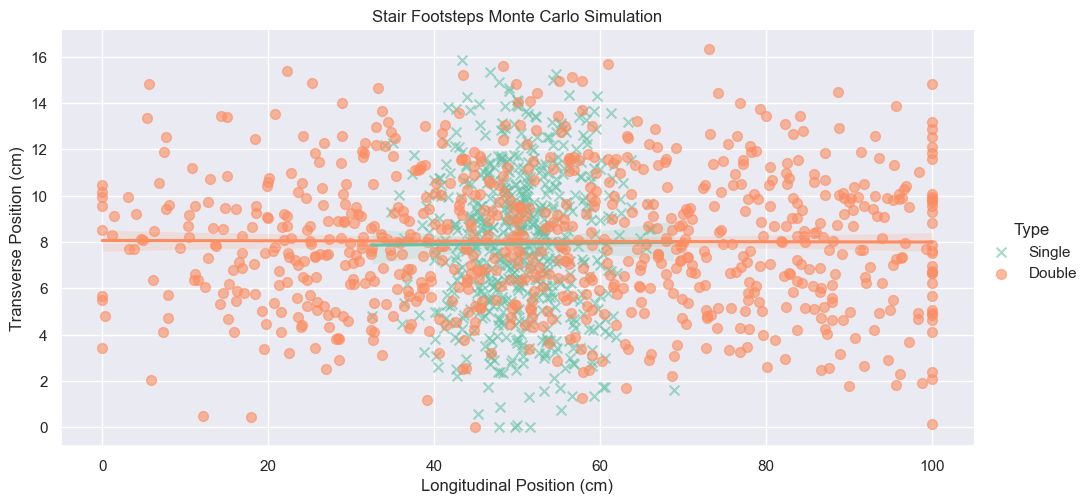 Stair Footsteps Monte Carlo Simulation
Transverse Position (cm)
16
14
12
10
8
6
4
2
0
0 20 40 60 80 100
Longitudinal Position (cm)
Type
Single
Double